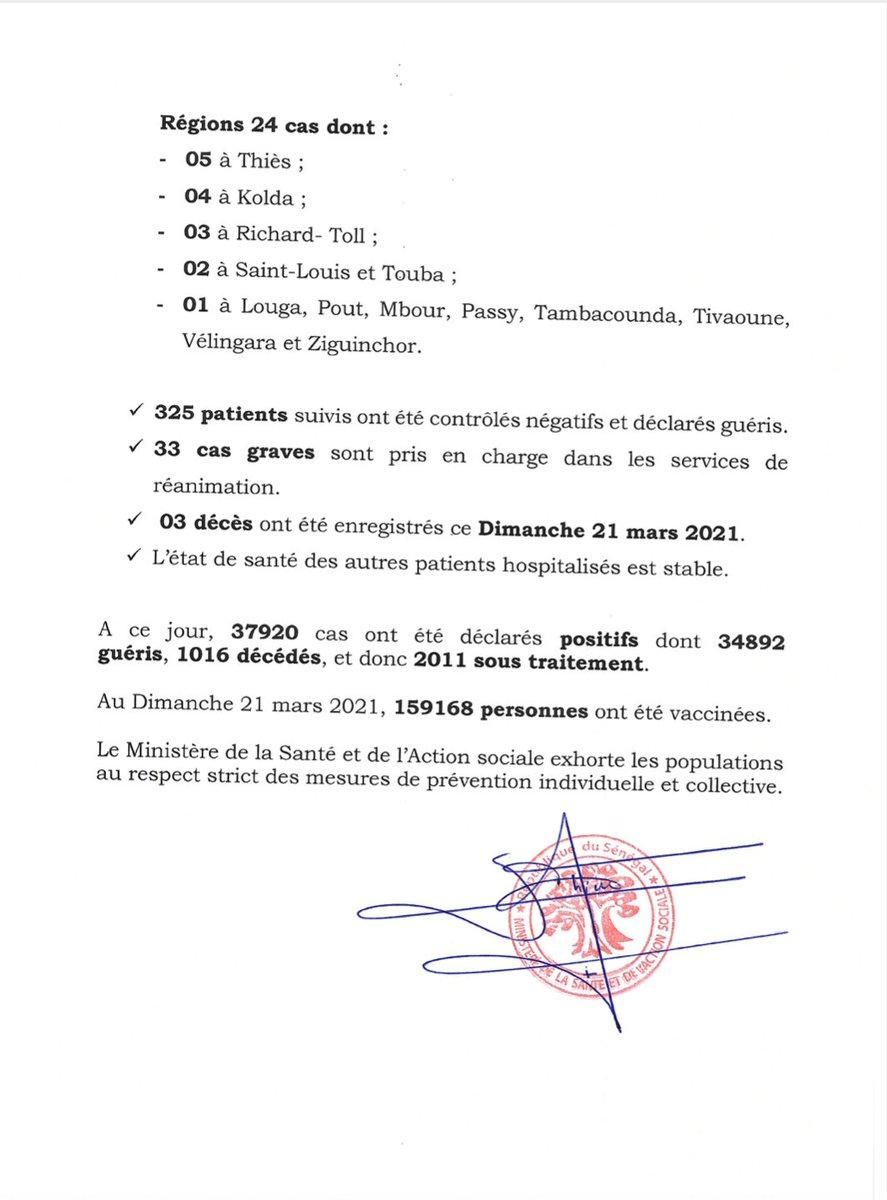 Régions 24 cas dont :
- 05 à Thiès ;
- 04 à Kolda ;
- 03 à Richard- Toll ;
- 02 à Saint-Louis et Touba ;
- 01 à Louga, Pout, Mbour, Passy, Tambacounda, Tivaoune,
Vélingara et Ziguinchor.
✓ 325 patients suivis ont été contrôlés négatifs et déclarés guéris.
✓ 33 cas graves sont pris en charge dans les services de
réanimation.
✓ 03 décès ont été enregistrés ce Dimanche 21 mars 2021.
✓ L'état de santé des autres patients hospitalisés est stable.
A ce jour, 37920 cas ont été déclarés positifs dont 34892
guéris, 1016 décédés, et donc 2011 sous traitement.
Au Dimanche 21 mars 2021, 159168 personnes ont été vaccinées.
Le Ministère de la Santé et de l'Action sociale exhorte les populations
au respect strict des mesures de prévention individuelle et collective.
République du Sénégal
MINISTERE DE LA SANTE ET DE L'ACTION SOCIALE